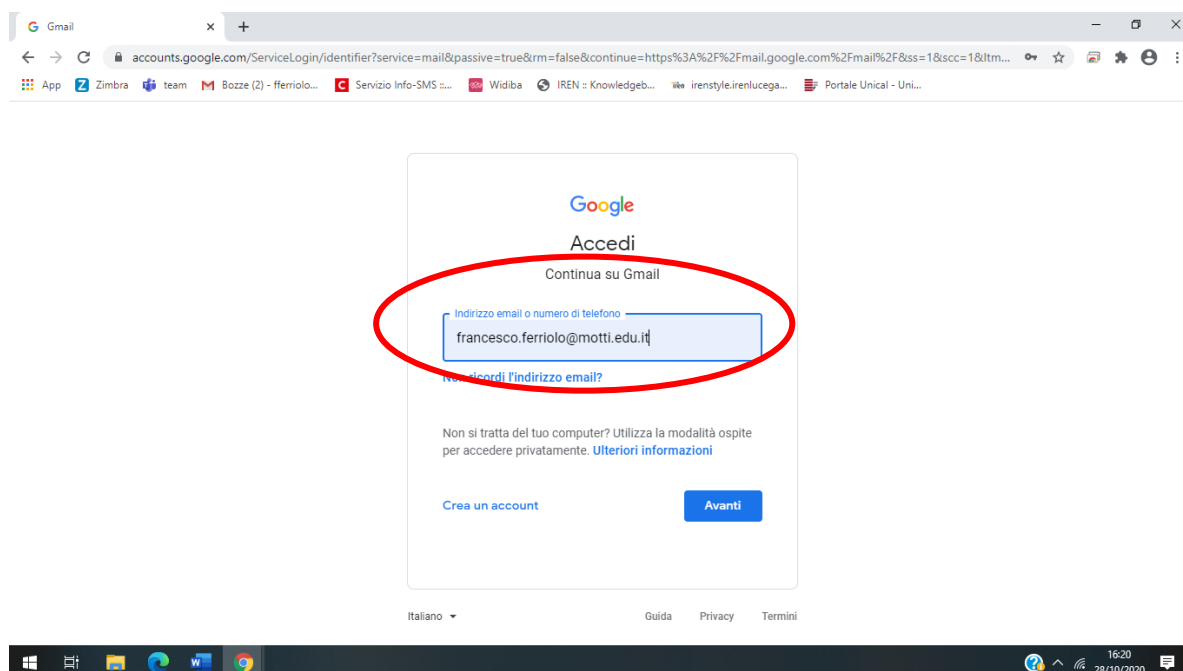 Gmail
accounts.google.com/ServiceLogin/identifier?service=mail&passive=true&rm=false&continue=https%3A%2F%2Fmail.google.com%2Fmail%2F&ss=1&scc=1&ltm...
App Zimbra team Bozze (2) - fferriolo... Servizio Info-SMS ::... Widiba IREN :: Knowledgeb... irenstyle.irenlucega... Portale Unical - Uni...
Google
Accedi
Continua su Gmail
Indirizzo email o numero di telefono
francesco.ferriolo@motti.edu.it
Non ricordi l'indirizzo email?
Non si tratta del tuo computer? Utilizza la modalità ospite
per accedere privatamente. Ulteriori informazioni
Crea un account Avanti
Italiano Guida Privacy Termini
16:20
28/10/2020